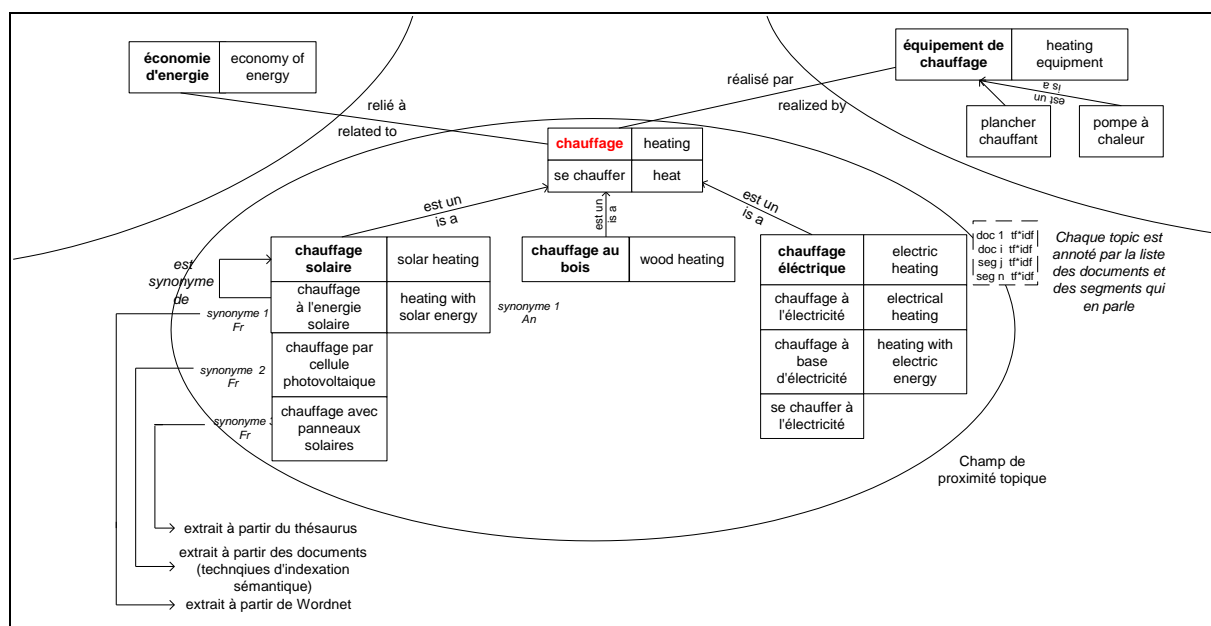 économie
d'energie
economy of
energy
équipement de
chauffage
heating
equipment
relié à
related to
réalisé par
realized by
est un
is a
plancher
chauffant
pompe à
chaleur
chauffage
heating
se chauffer
heat
est un
is a
est un
is a
est un
is a
chauffage
solaire
solar heating
chauffage
à l'energie
solaire
heating with
solar energy
chauffage par
cellule
photovoltaique
chauffage avec
panneaux
solaires
chauffage au
bois
wood heating
chauffage
éléctrique
electric
heating
chauffage à
l'électricité
electrical
heating
chauffage à
base
d'électricité
heating with
electric
energy
se chauffer à
l'électricité
doc 1 tf*idf
doc i tf*idf
seg j tf*idf
seg n tf*idf
Chaque topic est
annoté par la liste
des documents et
des segments qui
en parle
est
synonyme
de
synonyme 1
Fr
synonyme 1
An
synonyme 2
Fr
synonyme 3
Fr
Champ de
proximité topique
extrait à partir du thésaurus
extrait à partir des documents
(technqiues d'indexation
sémantique)
extrait à partir de Wordnet